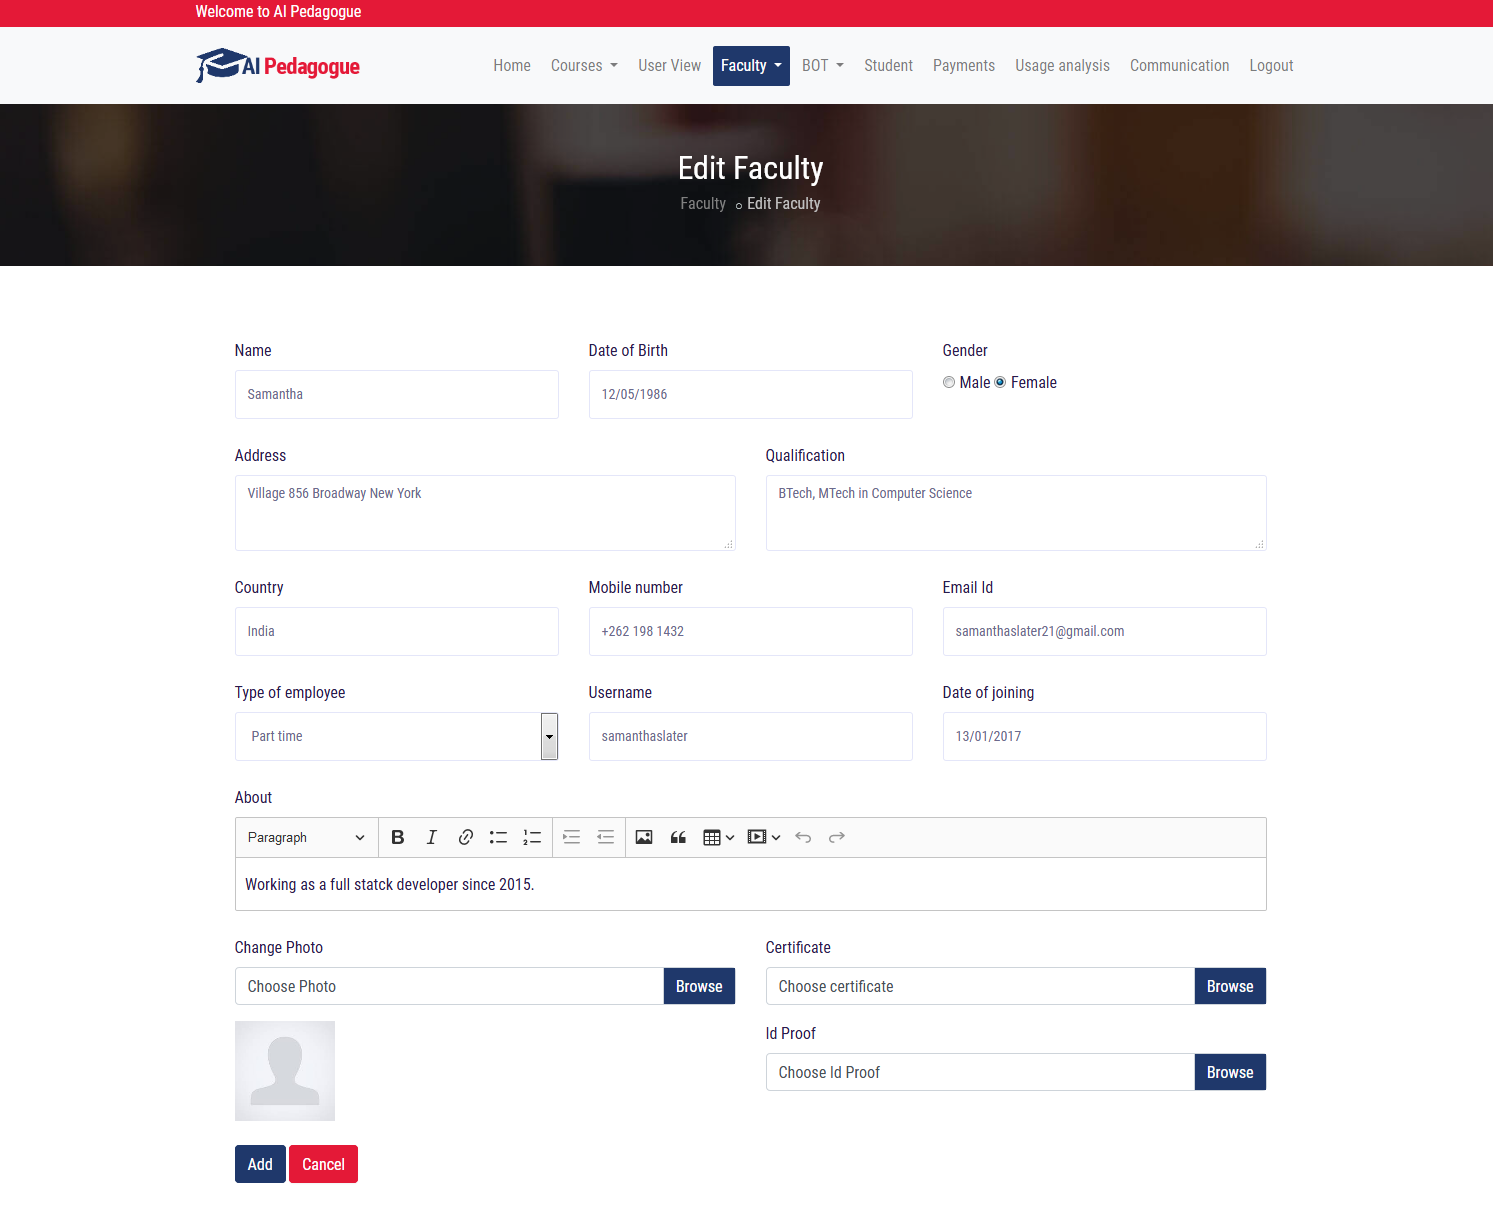 Welcome to AI Pedagogue
AI Pedagogue
Home Courses User View Faculty BOT Student Payments Usage analysis Communication Logout
Edit Faculty
Faculty Edit Faculty
Name Date of Birth Gender
Samantha 12/05/1986 Male Female
Address Qualification
Village 856 Broadway New York BTech, MTech in Computer Science
Country Mobile number Email Id
India +262 198 1432 samanthaslater21@gmail.com
Type of employee Username Date of joining
Part time samanthaslater 13/01/2017
About
Paragraph B I
Working as a full statck developer since 2015.
Change Photo Certificate
Choose Photo Browse Choose certificate Browse
Id Proof
Choose Id Proof Browse
Add Cancel